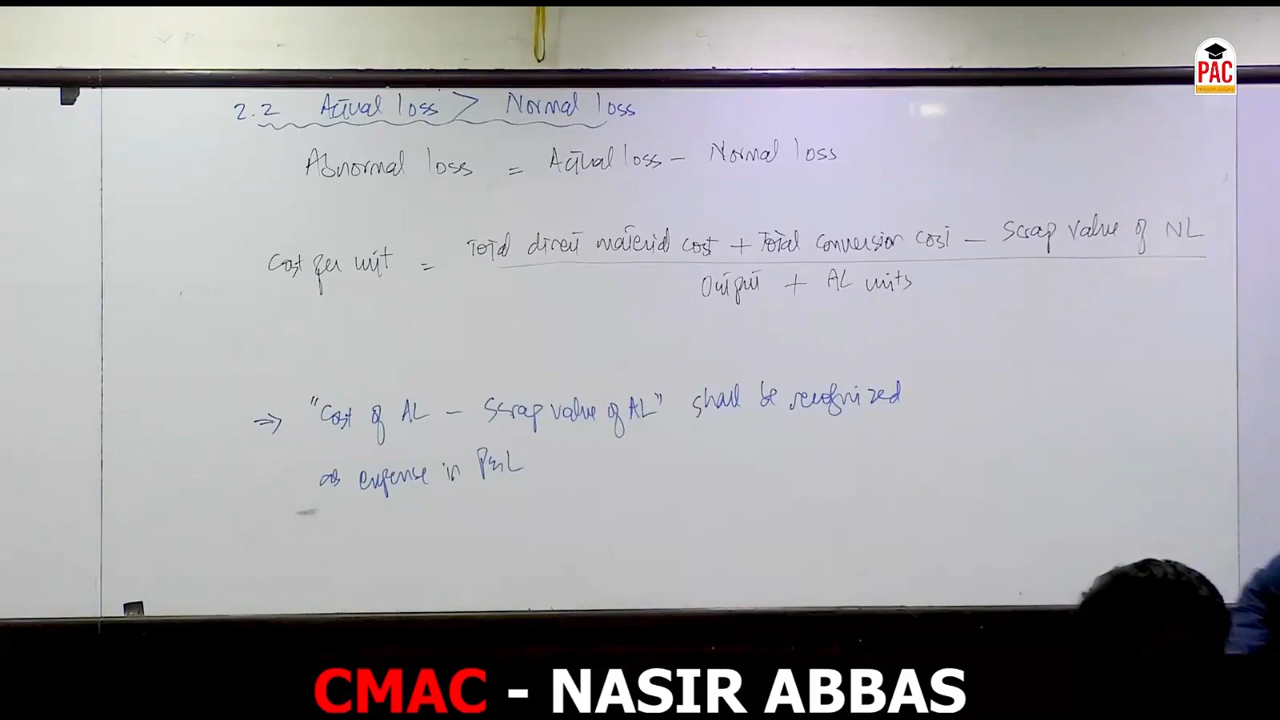 PAC
2.2 Actual loss > Normal loss
Abnormal loss = Actual loss - Normal loss
Cost per unit = Total direct material cost + Total conversion cost - Scrap value of NL
Output + AL units
⇒ "Cost of AL - Scrap value of AL" shall be recognized
as expense in P&L
CMAC - NASIR ABBAS